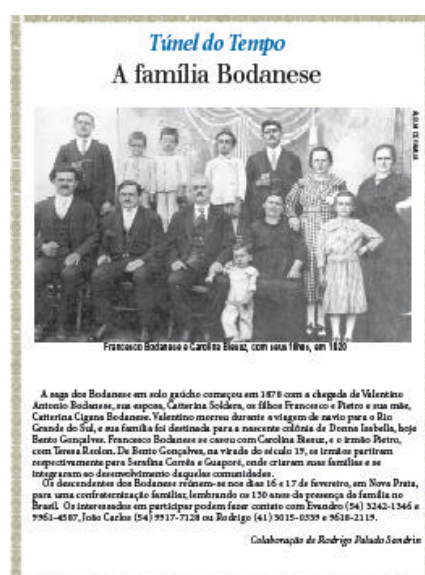 Túnel do Tempo
A família Bodanese
ÁLBUM DE FAMÍLIA
Francesco Bodanese e Carolina Biesuz, com seus filhos, em 1920
A saga dos Bodanese em solo gaúcho começou em 1878 com a chegada de Valentino
Antonio Bodanese, sua esposa, Catterina Soldera, os filhos Francesco e Pietro e sua mãe,
Catterina Cigana Bodanese. Valentino morreu durante a viagem de navio para o Rio
Grande do Sul, e sua família foi destinada para a nascente colônia de Donna Isabella, hoje
Bento Gonçalves. Francesco Bodanese se casou com Carolina Biesuz, e o irmão Pietro,
com Teresa Reolon. De Bento Gonçalves, na virada do século 19, os irmãos partiram
respectivamente para Serafina Corrêa e Guaporé, onde criaram suas famílias e se
integraram ao desenvolvimento daquelas comunidades.
Os descendentes dos Bodanese reúnem-se nos dias 16 e 17 de fevereiro, em Nova Prata,
para uma confraternização familiar, lembrando os 130 anos da presença da família no
Brasil. Os interessados em participar podem fazer contato com Evandro (54) 3242-1346 e
9961-4587, João Carlos (54) 9917-7128 ou Rodrigo (41) 3015-0339 e 9618-2119.
Colaboração de Rodrigo Paludo Sandrin